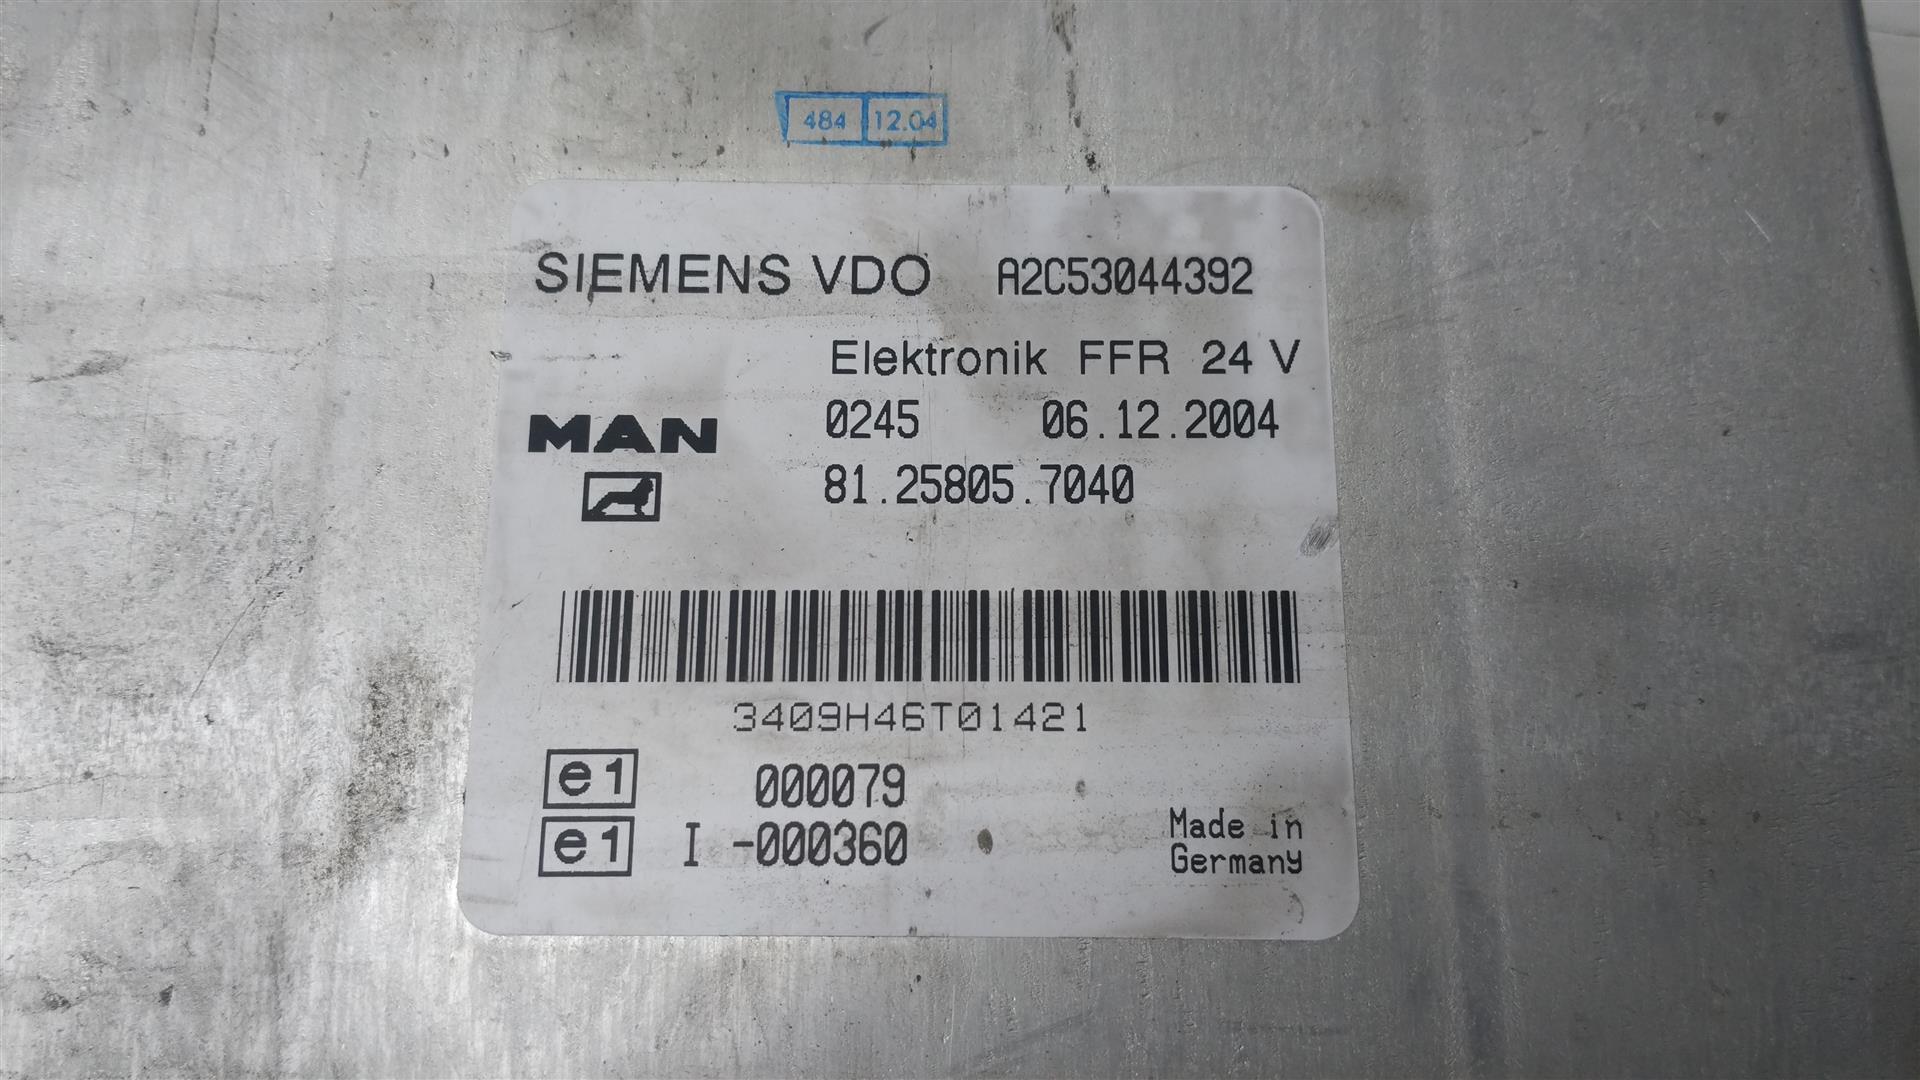 484 12.04
SIEMENS VDO A2C53044392
Elektronik FFR 24 V
MAN 0245 06.12.2004
81.25805.7040
3409H46T01421
e1 000079
e1 I -000360
Made in
Germany